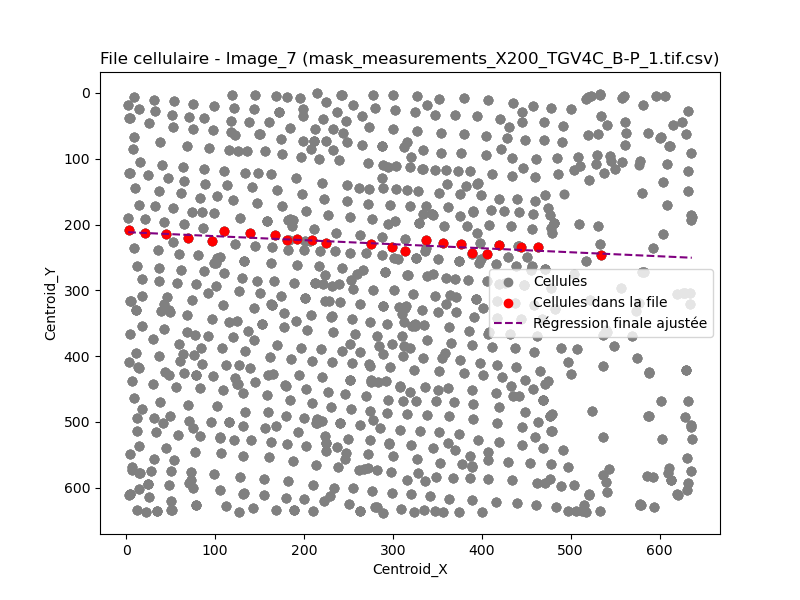 File cellulaire - Image_7 (mask_measurements_X200_TGV4C_B-P_1.tif.csv)
0
100
200
300
400
500
600
Centroid_Y
Cellules
Cellules dans la file
Régression finale ajustée
0 100 200 300 400 500 600
Centroid_X